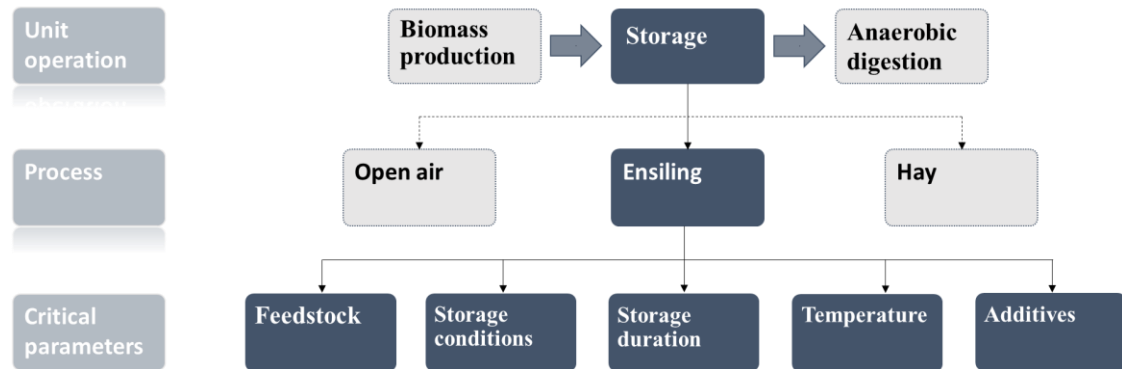 Unit
operation
Biomass
production
Storage
Anaerobic
digestion
Process
Open air
Ensiling
Hay
Critical
parameters
Feedstock
Storage
conditions
Storage
duration
Temperature
Additives